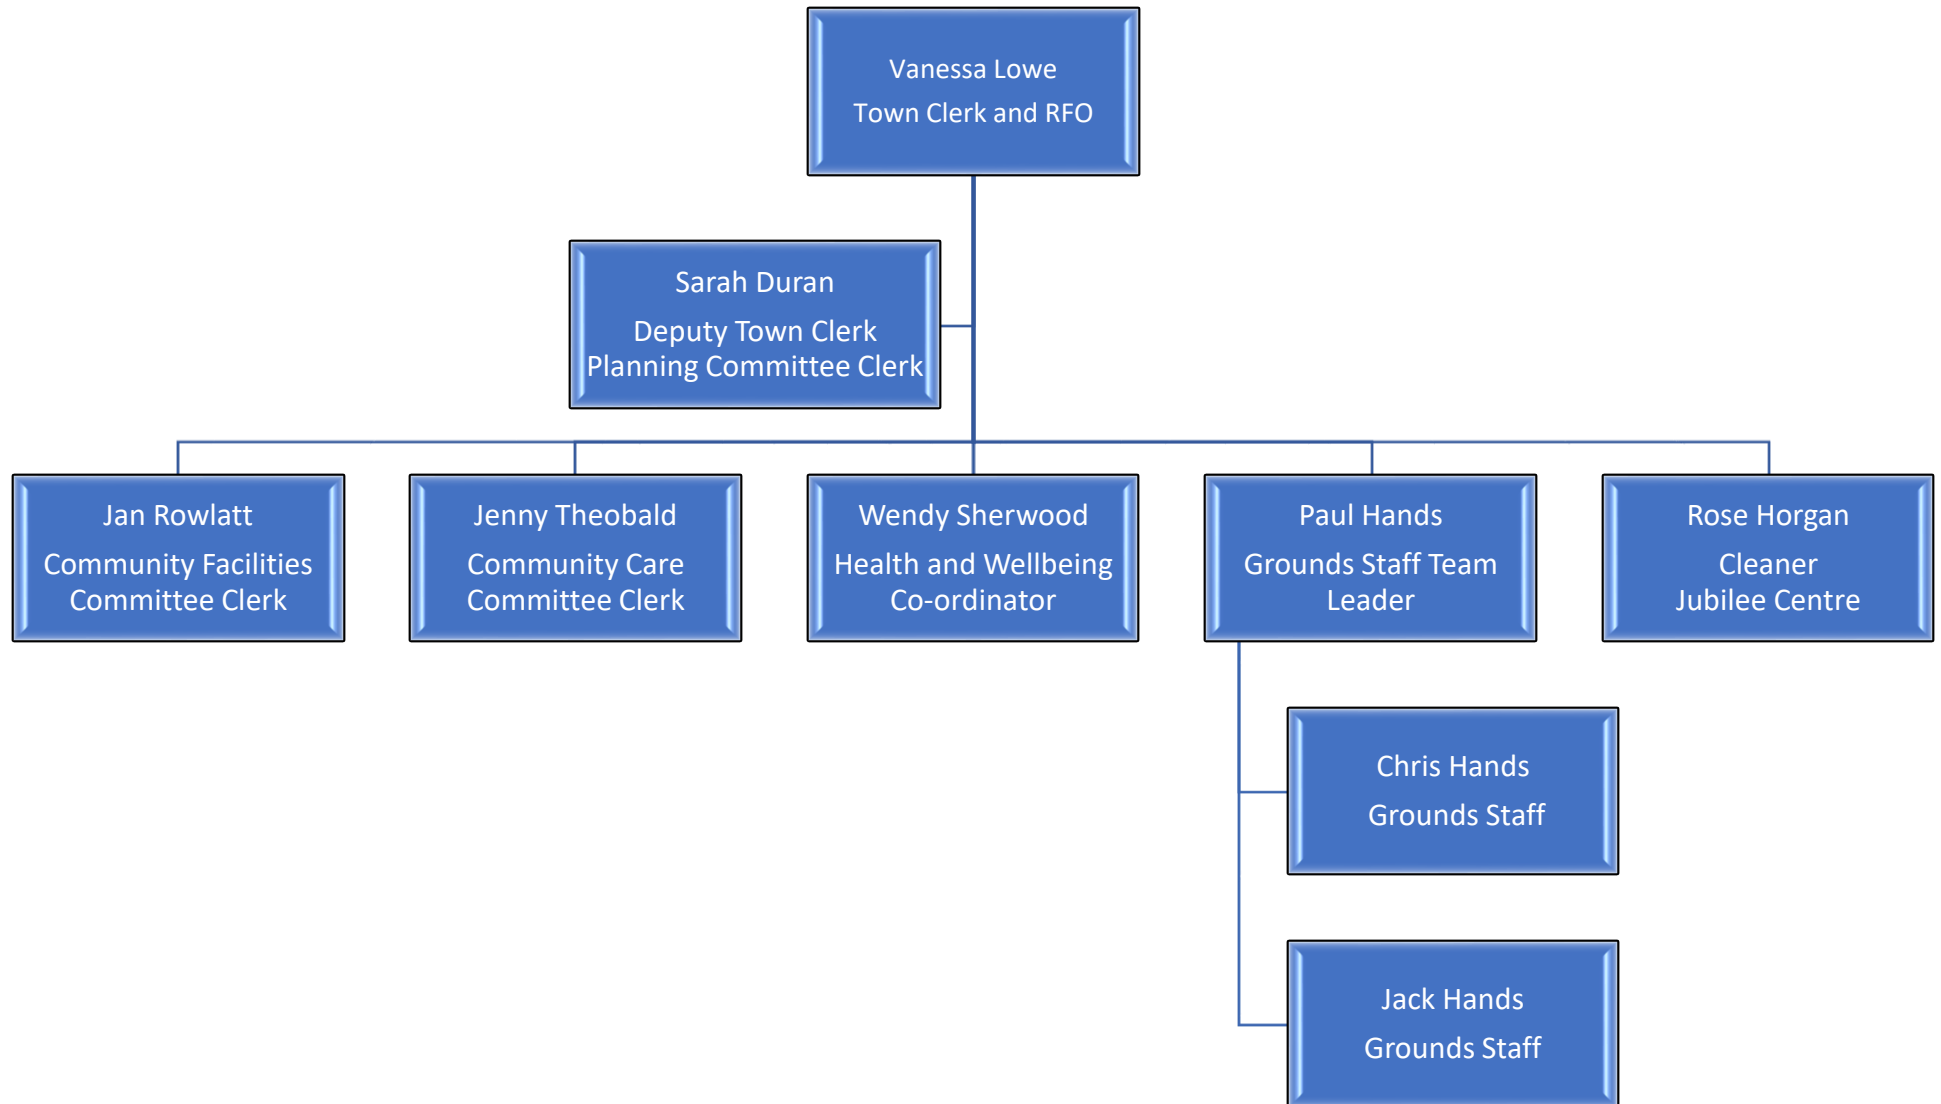 Vanessa Lowe
Town Clerk and RFO
Sarah Duran
Deputy Town Clerk
Planning Committee Clerk
Jan Rowlatt
Community Facilities
Committee Clerk
Jenny Theobald
Community Care
Committee Clerk
Wendy Sherwood
Health and Wellbeing
Co-ordinator
Paul Hands
Grounds Staff Team
Leader
Rose Horgan
Cleaner
Jubilee Centre
Chris Hands
Grounds Staff
Jack Hands
Grounds Staff